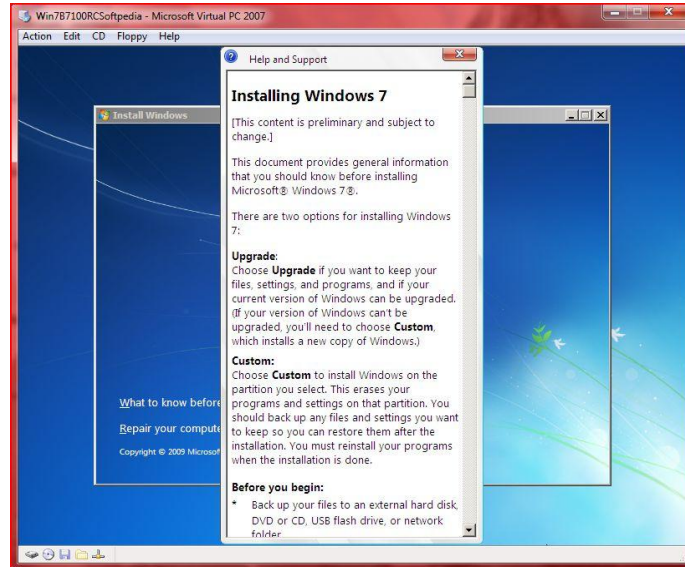 Win7B7100RCSoftpedia - Microsoft Virtual PC 2007
Action Edit CD Floppy Help
Help and Support
Install Windows
Installing Windows 7
[This content is preliminary and subject to
change.]
This document provides general information
that you should know before installing
Microsoft® Windows 7®.
There are two options for installing Windows
7:
Upgrade:
Choose Upgrade if you want to keep your
files, settings, and programs, and if your
current version of Windows can be upgraded.
(If your version of Windows can't be
upgraded, you'll need to choose Custom,
which installs a new copy of Windows.)
Custom:
Choose Custom to install Windows on the
partition you select. This erases your
programs and settings on that partition. You
should back up any files and settings you want
to keep so you can restore them after the
installation. You must reinstall your programs
when the installation is done.
Before you begin:
* Back up your files to an external hard disk,
DVD or CD, USB flash drive, or network
folder
What to know before
Repair your compute
Copyright © 2009 Microsof